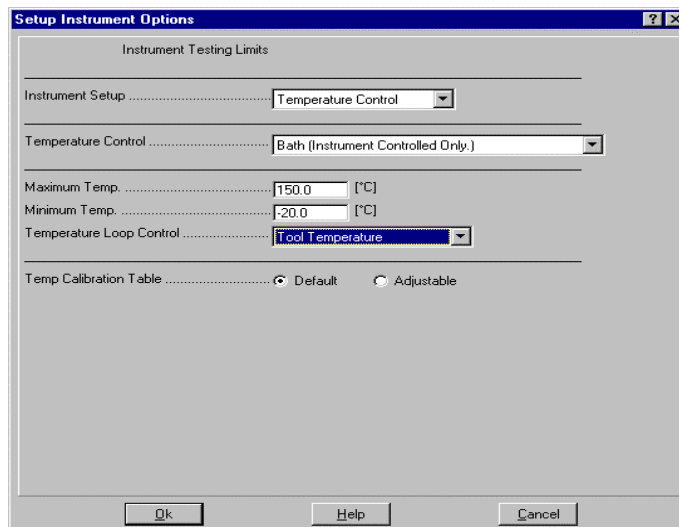 Setup Instrument Options
Instrument Testing Limits
Instrument Setup ................................... Temperature Control
Temperature Control ............................. Bath (Instrument Controlled Only.)
Maximum Temp. .................................... 150.0 [°C]
Minimum Temp. ..................................... -20.0 [°C]
Temperature Loop Control ..................... Tool Temperature
Temp Calibration Table .......................... Default Adjustable
Ok Help Cancel